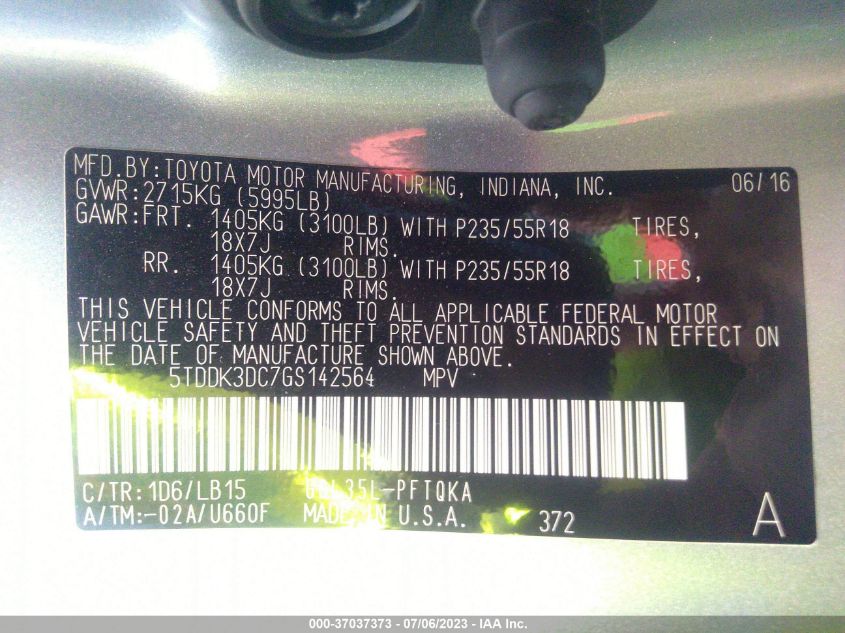 MFD.BY:TOYOTA MOTOR MANUFACTURING, INDIANA, INC. 06/16
GVWR:2715KG (5995LB)
GAWR:FRT. 1405KG (3100LB) WITH P235/55R18 TIRES,
18X7J RIMS.
RR. 1405KG (3100LB) WITH P235/55R18 TIRES,
18X7J RIMS.
THIS VEHICLE CONFORMS TO ALL APPLICABLE FEDERAL MOTOR
VEHICLE SAFETY AND THEFT PREVENTION STANDARDS IN EFFECT ON
THE DATE OF MANUFACTURE SHOWN ABOVE.
5TDDK3DC7GS142564 MPV
C/TR:1D6/LB15
A/TM:-02A/U660F MADE IN U.S.A. 372 A
000-37037373 - 07/06/2023 - IAA Inc.